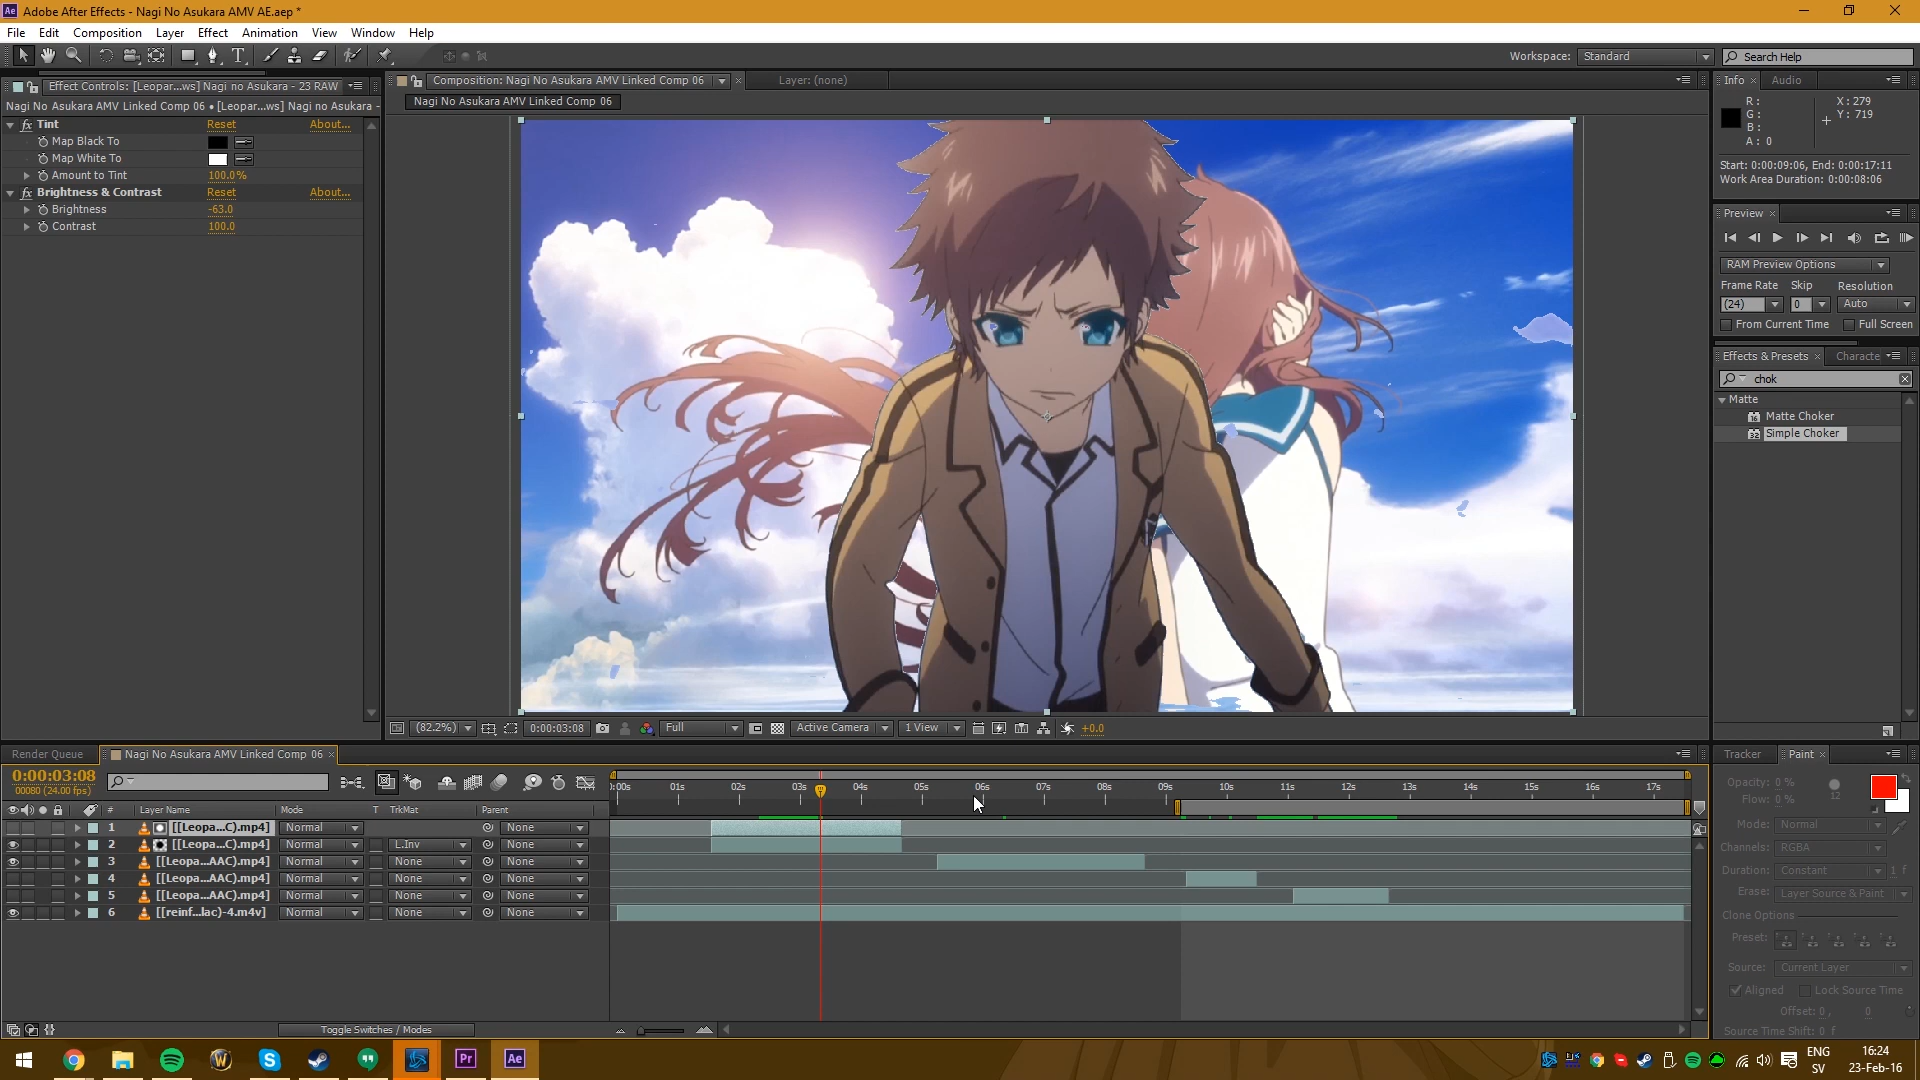 Adobe After Effects - Nagi No Asukara AMV AE.aep *
File Edit Composition Layer Effect Animation View Window Help
Workspace: Standard Search Help
Effect Controls: [Leopar...ws] Nagi no Asukara - 23 RAW
Nagi No Asukara AMV Linked Comp 06 • [Leopar...ws] Nagi no Asukara -
Tint Reset About...
Map Black To
Map White To
Amount to Tint 100.0%
Brightness & Contrast Reset About...
Brightness -63.0
Contrast 100.0
Composition: Nagi No Asukara AMV Linked Comp 06
Layer: (none)
Nagi No Asukara AMV Linked Comp 06
(82.2%) 0:00:03:08 Full Active Camera 1 View +0.0
Info Audio
R:
G:
B:
A: 0
X: 279
Y: 719
Start: 0:00:09:06, End: 0:00:17:11
Work Area Duration: 0:00:08:06
Preview
RAM Preview Options
Frame Rate Skip Resolution
(24) 0 Auto
From Current Time Full Screen
Effects & Presets Characte
chok
Matte
Matte Choker
Simple Choker
Render Queue Nagi No Asukara AMV Linked Comp 06
0:00:03:08
00080 (24.00 fps)
# Layer Name Mode T TrkMat Parent
:00s 01s 02s 03s 04s 05s 06s 07s 08s 09s 10s 11s 12s 13s 14s 15s 16s 17s
1 [[Leopa...C).mp4] Normal None
2 [[Leopa...C).mp4] Normal L.Inv None
3 [[Leopa...AAC).mp4] Normal None None
4 [[Leopa...AAC).mp4] Normal None None
5 [[Leopa...AAC).mp4] Normal None None
6 [[reinf...lac)-4.m4v] Normal None None
Toggle Switches / Modes
Tracker Paint
Opacity: 0 %
Flow: 0 %
12
Mode: Normal
Channels: RGBA
Duration: Constant 1 f
Erase: Layer Source & Paint
Clone Options
Preset:
Source: Current Layer
Aligned Lock Source Time
Offset: 0 , 0
Source Time Shift: 0 f
Pr Ae
ENG
SV
16:24
23-Feb-16